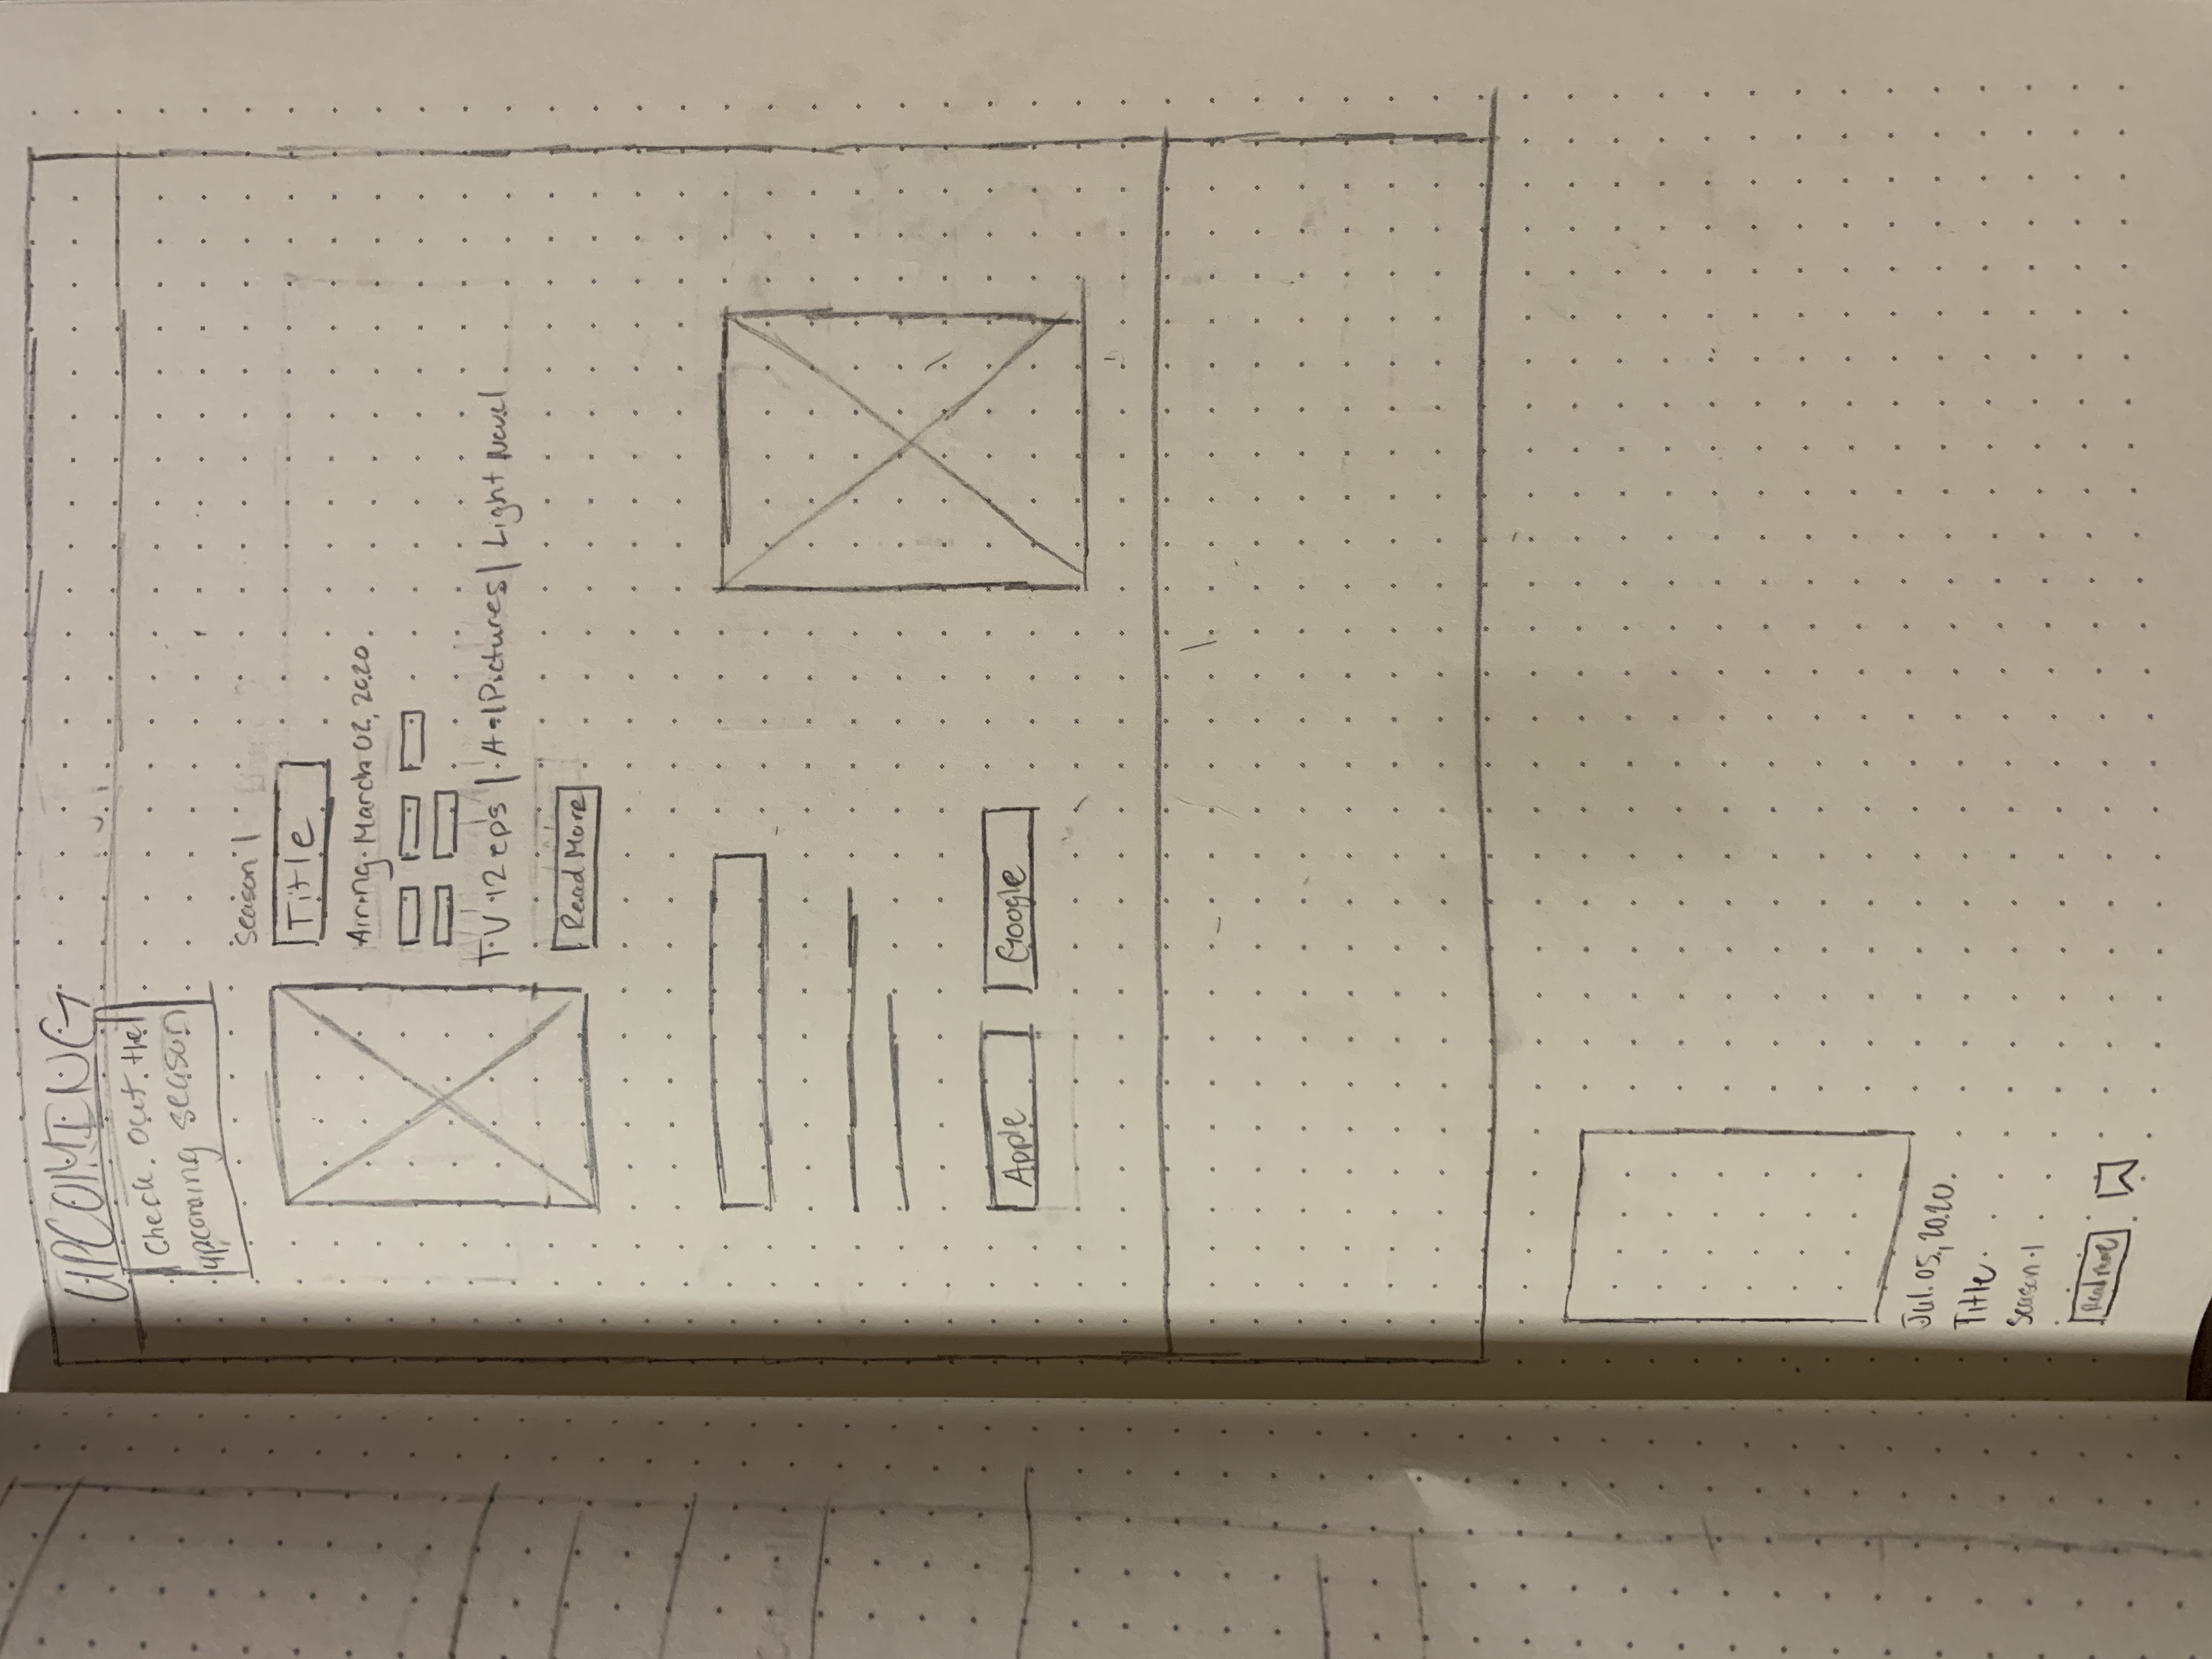 UPCOMING
Check out the
upcoming season
Season 1
Title
Airing March 02, 2020
TV 12 eps | A-1 Pictures | Light Novel
Read More
Apple
Google
Jul. 05, 2020
Title
Season 1
Read more